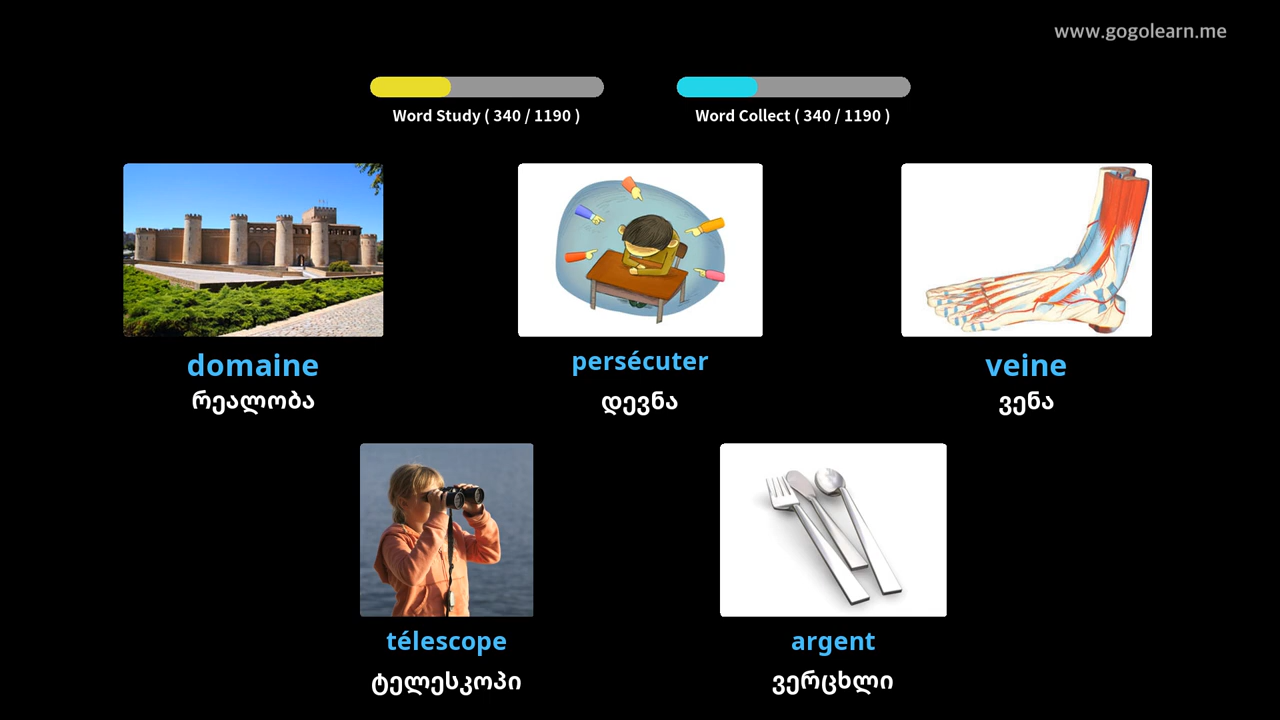 www.gogolearn.me
Word Study ( 340 / 1190 )
Word Collect ( 340 / 1190 )
domaine
რეალობა
persécuter
დევნა
veine
ვენა
télescope
ტელესკოპი
argent
ვერცხლი